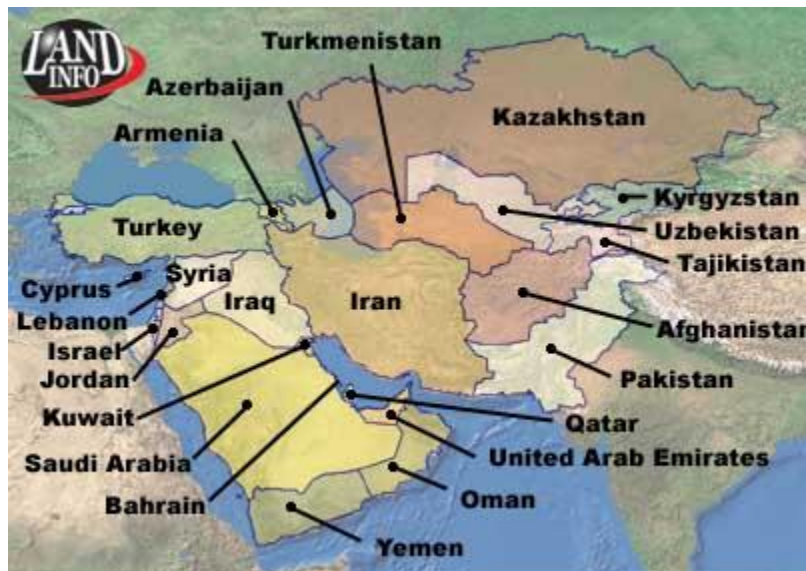 LAND
INFO
Turkmenistan
Azerbaijan
Armenia
Kazakhstan
Turkey
Kyrgyzstan
Uzbekistan
Tajikistan
Cyprus
Syria
Lebanon
Iraq
Iran
Israel
Afghanistan
Jordan
Pakistan
Kuwait
Qatar
Saudi Arabia
United Arab Emirates
Bahrain
Oman
Yemen